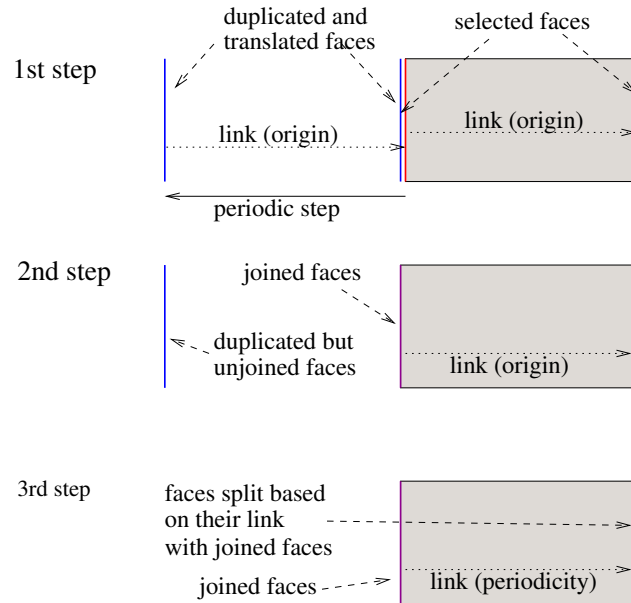 duplicated and
translated faces
selected faces
1st step
link (origin)
link (origin)
periodic step
2nd step
joined faces
duplicated but
unjoined faces
link (origin)
3rd step
faces split based
on their link
with joined faces
joined faces
link (periodicity)